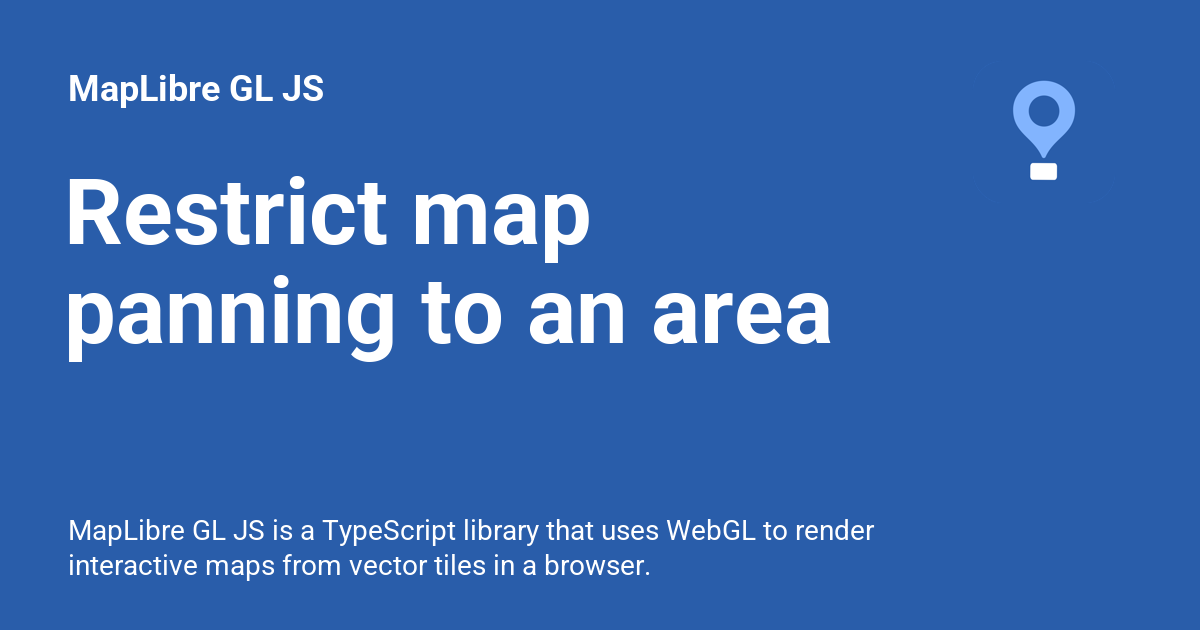 MapLibre GL JS
Restrict map
panning to an area
MapLibre GL JS is a TypeScript library that uses WebGL to render
interactive maps from vector tiles in a browser.